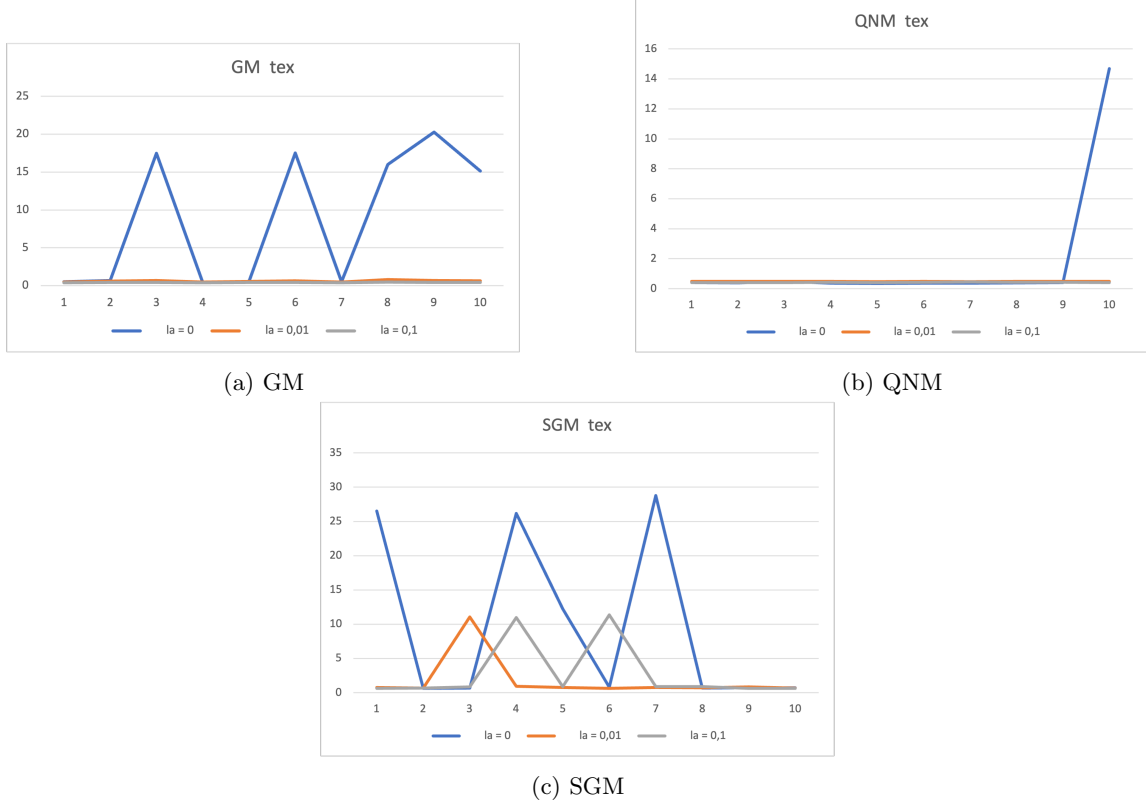 GM tex
25
20
15
10
5
0
1 2 3 4 5 6 7 8 9 10
la = 0 la = 0,01 la = 0,1
(a) GM
QNM tex
16
14
12
10
8
6
4
2
0
1 2 3 4 5 6 7 8 9 10
la = 0 la = 0,01 la = 0,1
(b) QNM
SGM tex
35
30
25
20
15
10
5
0
1 2 3 4 5 6 7 8 9 10
la = 0 la = 0,01 la = 0,1
(c) SGM